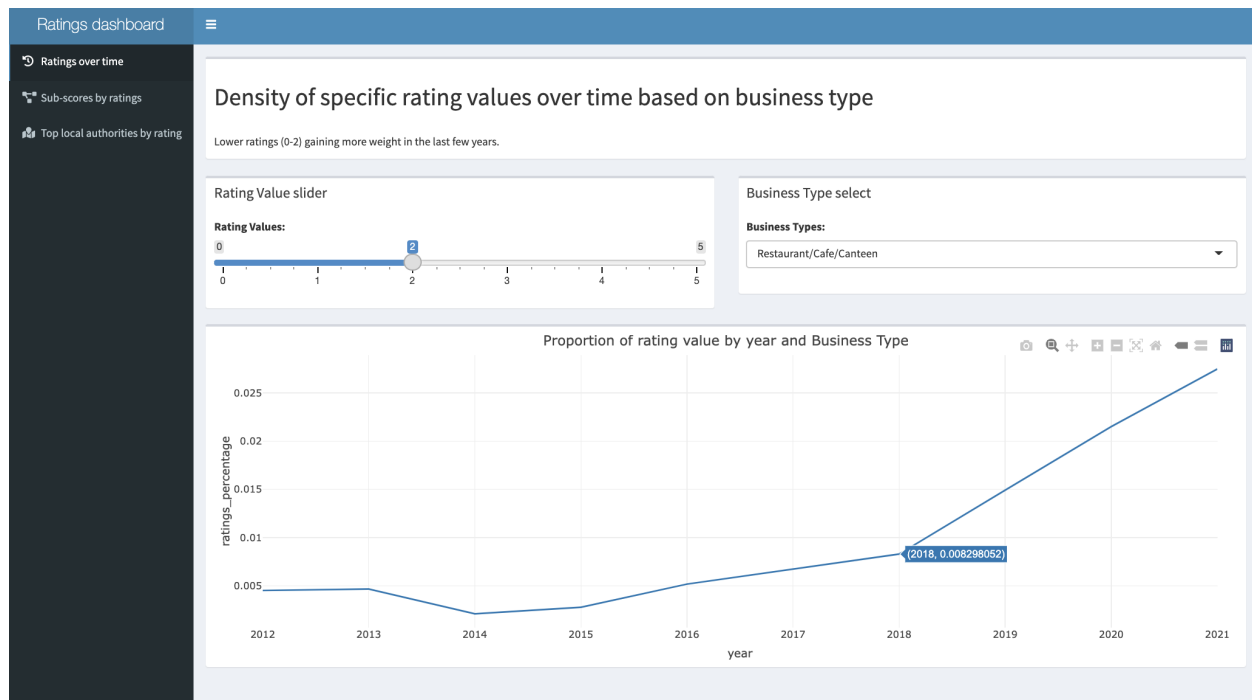 Ratings dashboard
Ratings over time
Sub-scores by ratings
Top local authorities by rating
Density of specific rating values over time based on business type
Lower ratings (0-2) gaining more weight in the last few years.
Rating Value slider
Rating Values:
0 2 5
0 1 2 3 4 5
Business Type select
Business Types:
Restaurant/Cafe/Canteen
Proportion of rating value by year and Business Type
ratings_percentage
0.025
0.02
0.015
0.01
0.005
(2018, 0.008298052)
2012 2013 2014 2015 2016 2017 2018 2019 2020 2021
year